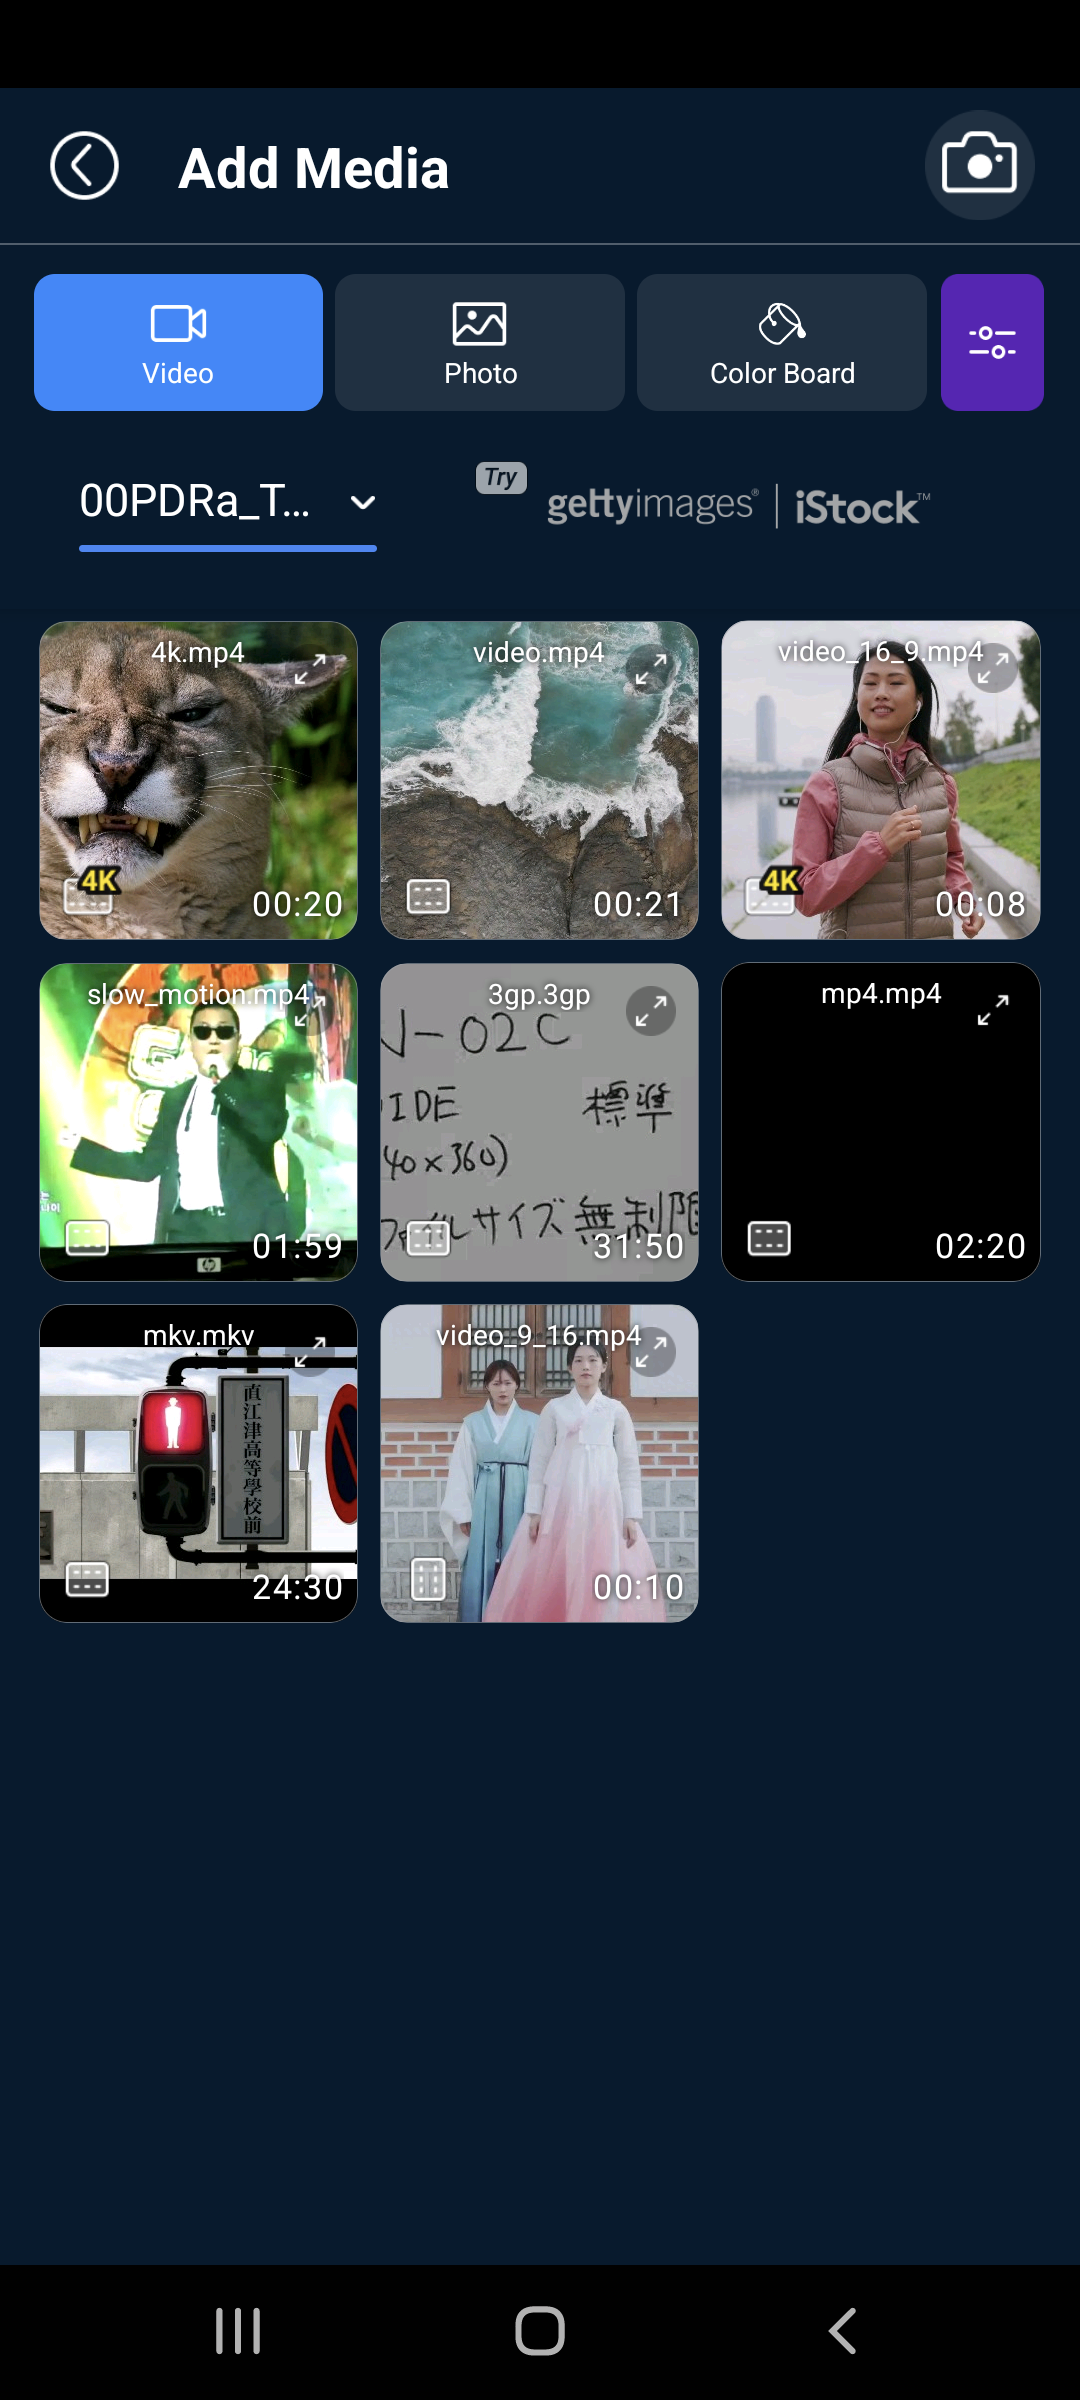 Add Media
Video
Photo
Color Board
00PDRa_T...
Try
gettyimages® | iStock™
4k.mp4
4K
00:20
video.mp4
00:21
video_16_9.mp4
4K
00:08
slow_motion.mp4
hp
01:59
3gp.3gp
-02C
IDE 標準
40×360)
ファイルサイズ無制限
31:50
mp4.mp4
02:20
mkv.mkv
直江津高等學校前
24:30
video_9_16.mp4
00:10